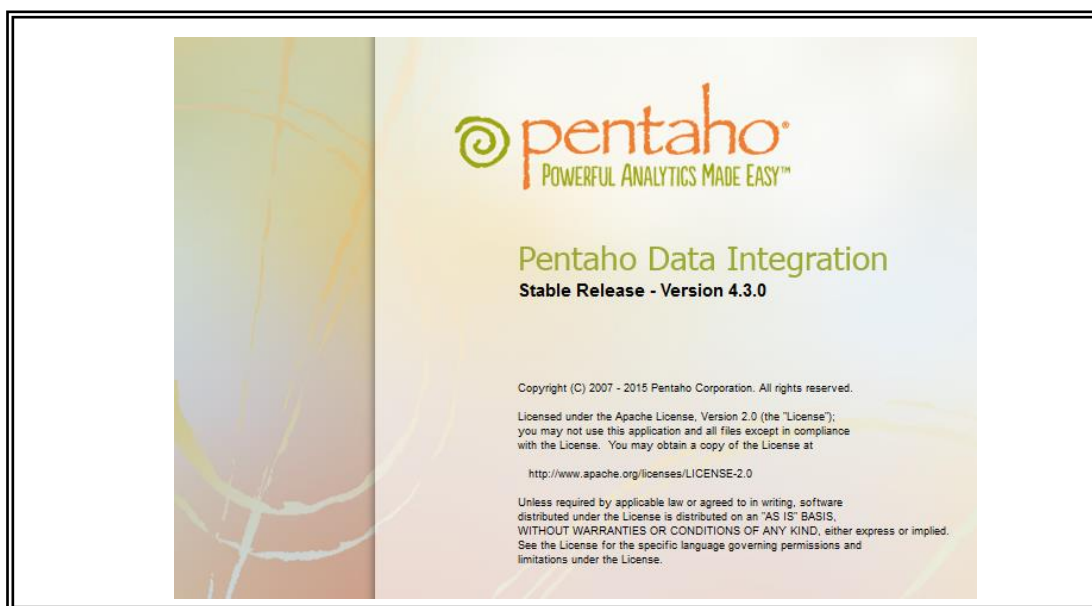 pentaho®
POWERFUL ANALYTICS MADE EASY™
Pentaho Data Integration
Stable Release - Version 4.3.0
Copyright (C) 2007 - 2015 Pentaho Corporation. All rights reserved.
Licensed under the Apache License, Version 2.0 (the "License");
you may not use this application and all files except in compliance
with the License.  You may obtain a copy of the License at
http://www.apache.org/licenses/LICENSE-2.0
Unless required by applicable law or agreed to in writing, software
distributed under the License is distributed on an "AS IS" BASIS,
WITHOUT WARRANTIES OR CONDITIONS OF ANY KIND, either express or implied.
See the License for the specific language governing permissions and
limitations under the License.